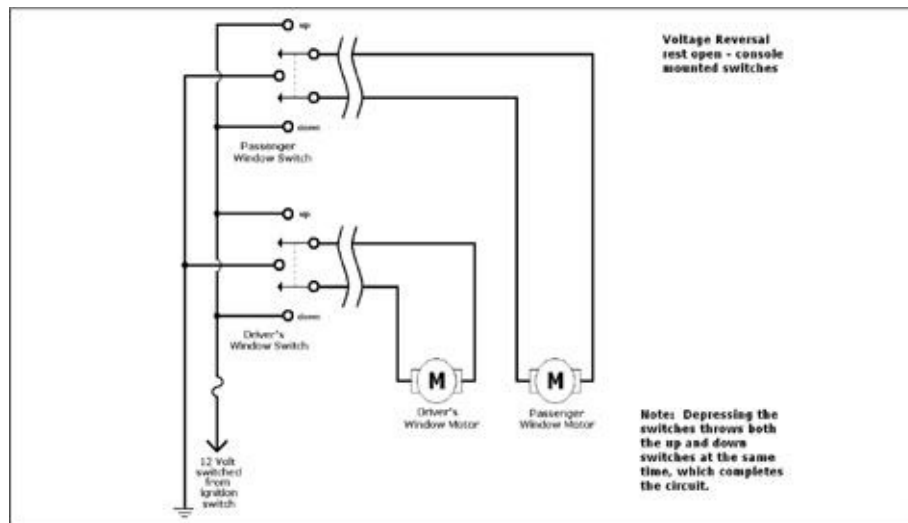 up
Voltage Reversal
rest open - console
mounted switches
down
Passenger
Window Switch
up
down
Driver's
Window Switch
M
M
Driver's
Window Motor
Passenger
Window Motor
Note: Depressing the
switches throws both
the up and down
switches at the same
time, which completes
the circuit.
12 Volt
switched
from
ignition
switch